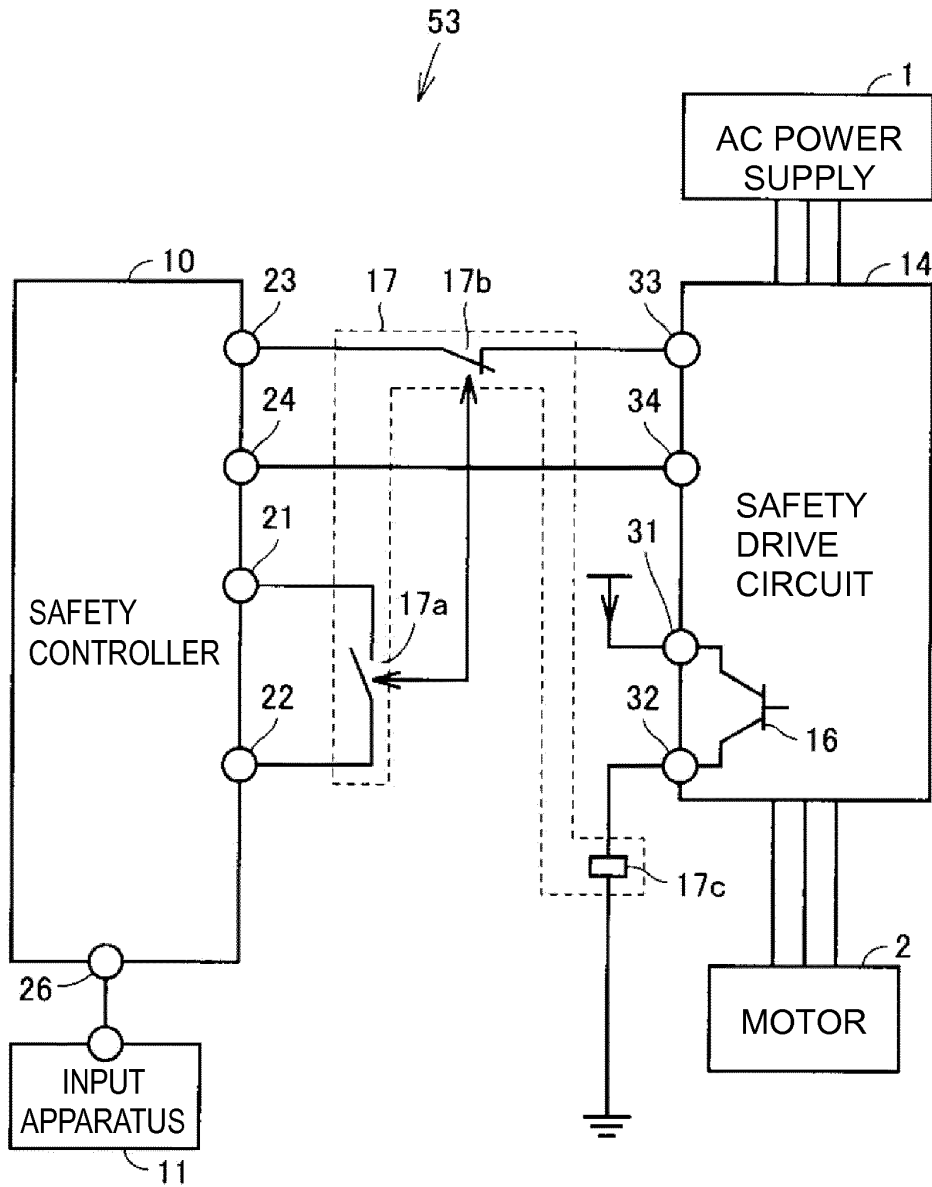 53
1
AC POWER
SUPPLY
10
23
17
17b
33
14
24
34
21
31
SAFETY
DRIVE
CIRCUIT
SAFETY
CONTROLLER
17a
22
32
16
17c
26
2
MOTOR
INPUT
APPARATUS
11